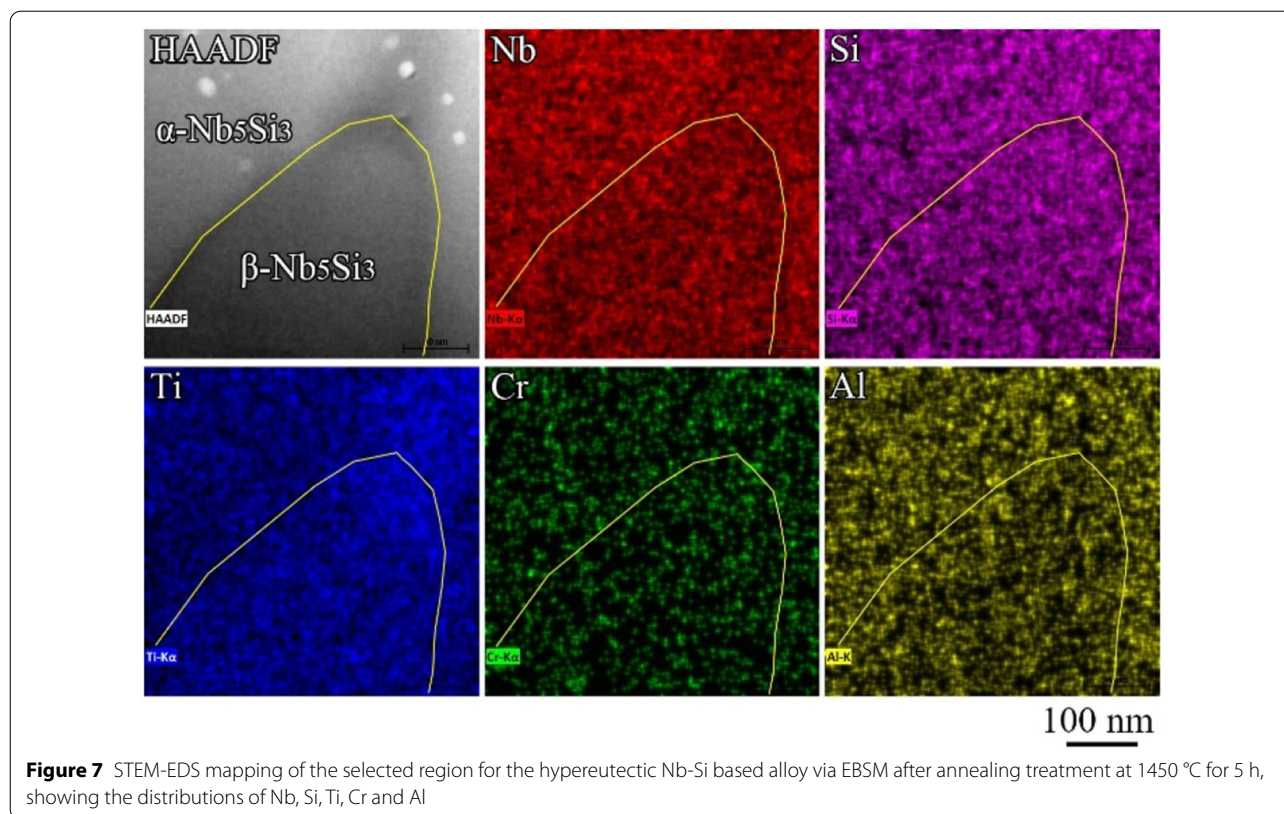 HAADF
Nb
Si
α-Nb5Si3
β-Nb5Si3
HAADF
Nb-Kα
Si-Kα
Ti
Cr
Al
Ti-Kα
Cr-Kα
Al-K
100 nm
Figure 7 STEM-EDS mapping of the selected region for the hypereutectic Nb-Si based alloy via EBSM after annealing treatment at 1450 °C for 5 h,
showing the distributions of Nb, Si, Ti, Cr and Al